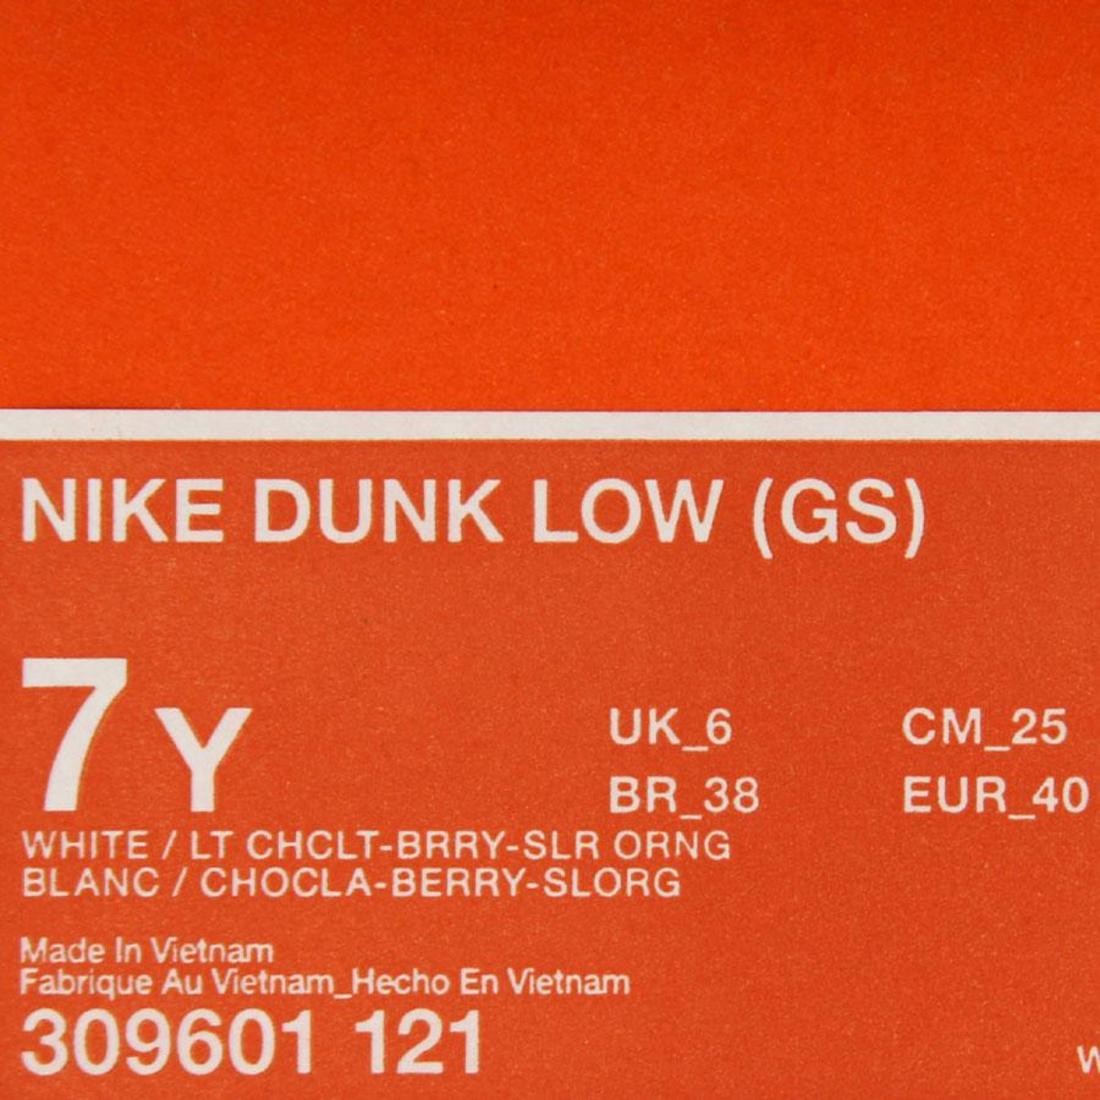 NIKE DUNK LOW (GS)
7Y
UK_6 CM_25
BR_38 EUR_40
WHITE / LT CHCLT-BRRY-SLR ORNG
BLANC / CHOCLA-BERRY-SLORG
Made In Vietnam
Fabrique Au Vietnam_Hecho En Vietnam
309601 121